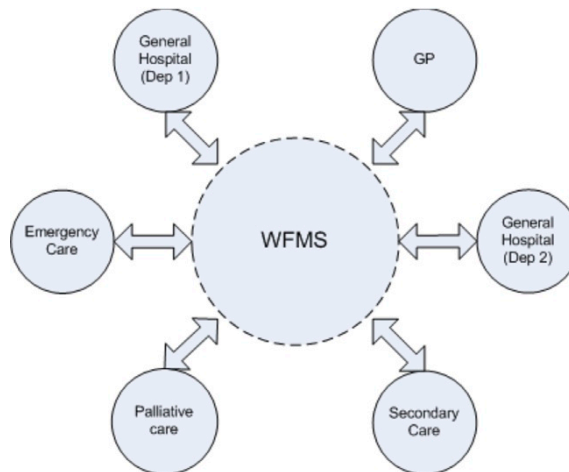 General
Hospital
(Dep 1)
GP
Emergency
Care
WFMS
General
Hospital
(Dep 2)
Palliative
care
Secondary
Care